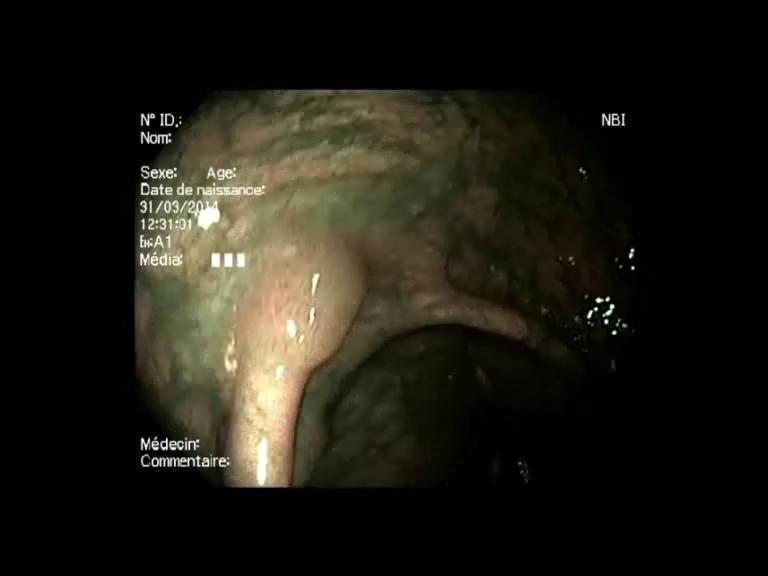 N° ID.:
NBI
Nom:
Sexe: Age:
Date de naissance:
31/03/2014
12:31:01
Média:
Médecin:
Commentaire: